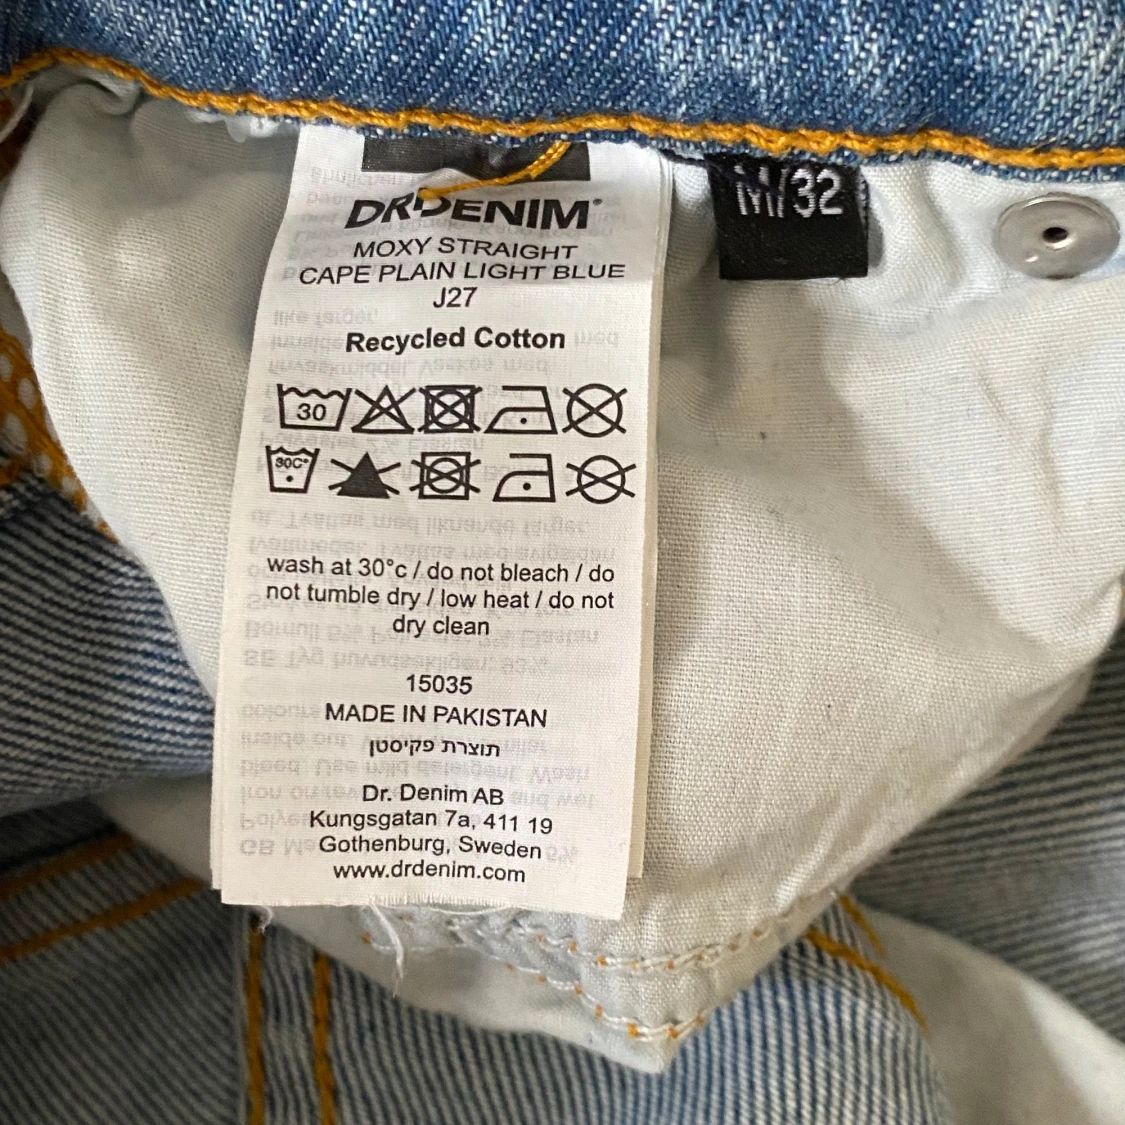 DRDENIM®
MOXY STRAIGHT
CAPE PLAIN LIGHT BLUE
J27
Recycled Cotton
30
30C°
wash at 30°c / do not bleach / do
not tumble dry / low heat / do not
dry clean
15035
MADE IN PAKISTAN
תוצרת פקיסטן
Dr. Denim AB
Kungsgatan 7a, 411 19
Gothenburg, Sweden
www.drdenim.com
M/32